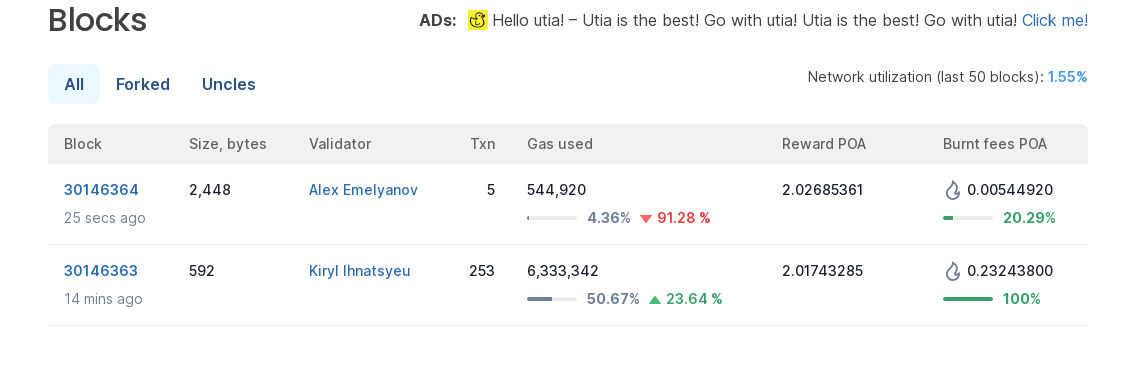 Blocks
ADs: Hello utia! – Utia is the best! Go with utia! Utia is the best! Go with utia! Click me!
All Forked Uncles
Network utilization (last 50 blocks): 1.55%
Block Size, bytes Validator Txn Gas used Reward POA Burnt fees POA
30146364 2,448 Alex Emelyanov 5 544,920 2.02685361 0.00544920
25 secs ago 4.36% 91.28 % 20.29%
30146363 592 Kiryl Ihnatsyeu 253 6,333,342 2.01743285 0.23243800
14 mins ago 50.67% 23.64 % 100%